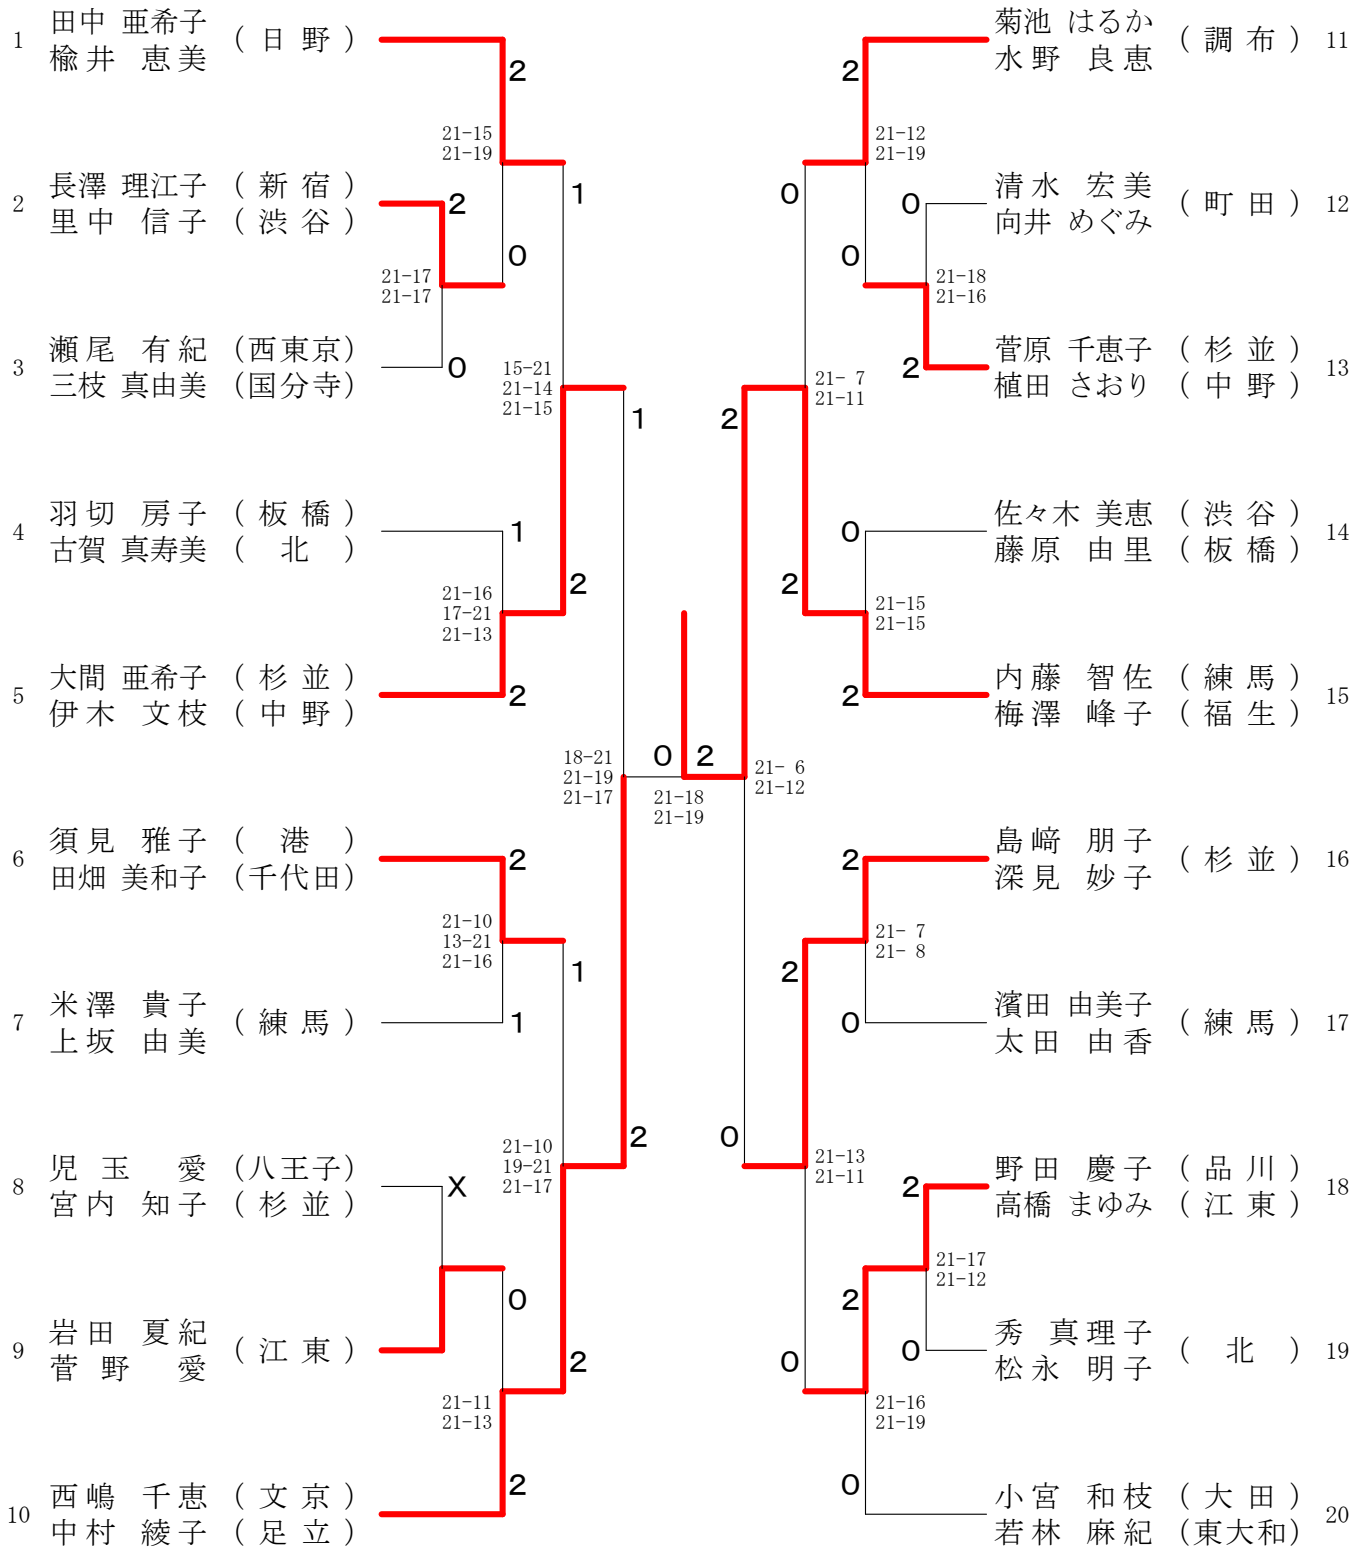 1 田中 亜希子 (日野)
楡井 恵美
2
21-15
21-19
2 長澤 理江子 (新宿)
里中 信子 (渋谷)
2
1
0
21-17
21-17
3 瀬尾 有紀 (西東京)
三枝 真由美 (国分寺)
0
15-21
21-14
21-15
1
4 羽切 房子 (板橋)
古賀 真寿美 (北)
1
2
21-16
17-21
21-13
5 大間 亜希子 (杉並)
伊木 文枝 (中野)
2
18-21
21-19
21-17
6 須見 雅子 (港)
田畑 美和子 (千代田)
2
21-10
13-21
21-16
1
7 米澤 貴子 (練馬)
上坂 由美
1
2
21-10
19-21
21-17
8 児玉 愛 (八王子)
宮内 知子 (杉並)
X
0
9 岩田 夏紀 (江東)
菅野 愛
2
21-11
21-13
10 西嶋 千恵 (文京)
中村 綾子 (足立)
2
0 2
21-18
21-19
菊池 はるか (調布) 11
水野 良恵
2
21-12
21-19
0
清水 宏美 (町田) 12
向井 めぐみ
0
0
21-18
21-16
菅原 千恵子 (杉並) 13
植田 さおり (中野)
2
21- 7
21-11
2
佐々木 美恵 (渋谷) 14
藤原 由里 (板橋)
0
2
21-15
21-15
内藤 智佐 (練馬) 15
梅澤 峰子 (福生)
2
21- 6
21-12
島﨑 朋子 (杉並) 16
深見 妙子
2
21- 7
21- 8
2
濱田 由美子 (練馬) 17
太田 由香
0
0
21-13
21-11
野田 慶子 (品川) 18
高橋 まゆみ (江東)
2
21-17
21-12
2
秀 真理子 (北) 19
松永 明子
0
0
21-16
21-19
小宮 和枝 (大田) 20
若林 麻紀 (東大和)
0